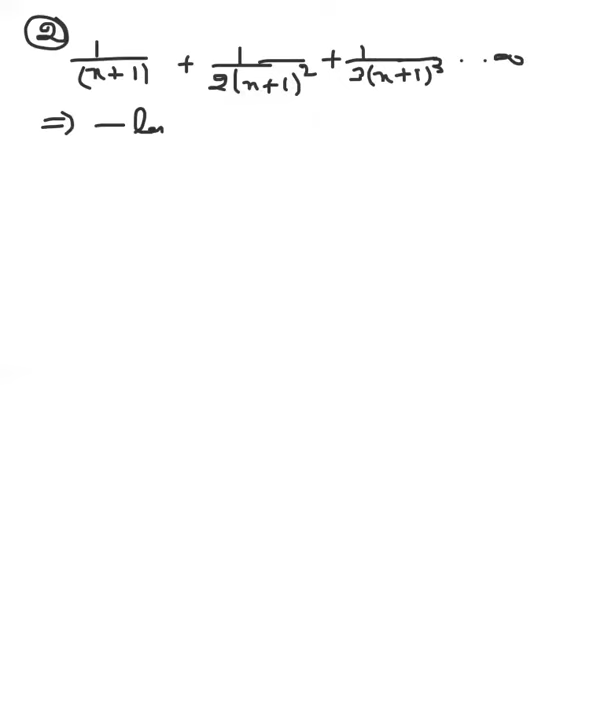 ② 1/(x+1) + 1/2(x+1)² + 1/3(x+1)³ . . ∞
⇒ - ln